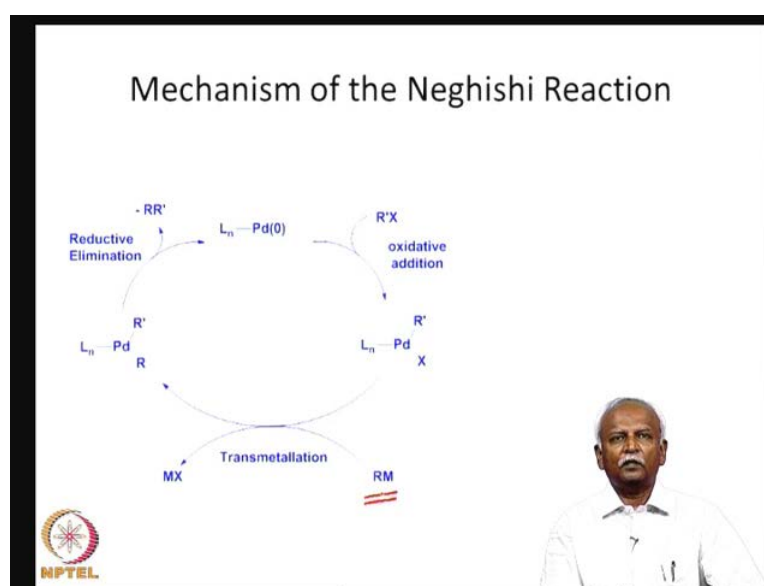 Mechanism of the Neghishi Reaction
- RR'
Reductive
Elimination
Lₙ—Pd(0)
R'X
oxidative
addition
R'
Lₙ—Pd
R
R'
Lₙ—Pd
X
Transmetallation
MX
RM
NPTEL